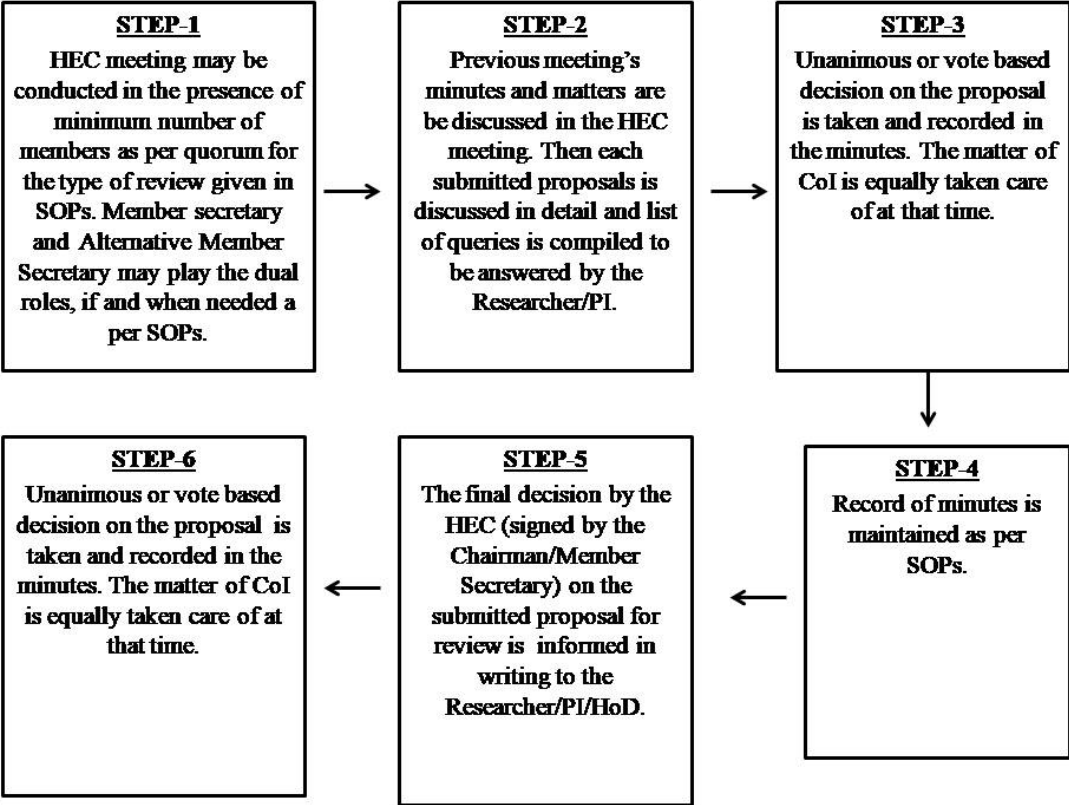 STEP-1
HEC meeting may be
conducted in the presence of
minimum number of
members as per quorum for
the type of review given in
SOPs. Member secretary
and Alternative Member
Secretary may play the dual
roles, if and when needed a
per SOPs.
STEP-2
Previous meeting's
minutes and matters are
be discussed in the HEC
meeting. Then each
submitted proposals is
discussed in detail and list
of queries is compiled to
be answered by the
Researcher/PI.
STEP-3
Unanimous or vote based
decision on the proposal
is taken and recorded in
the minutes. The matter of
CoI is equally taken care
of at that time.
STEP-4
Record of minutes is
maintained as per
SOPs.
STEP-5
The final decision by the
HEC (signed by the
Chairman/Member
Secretary) on the
submitted proposal for
review is informed in
writing to the
Researcher/PI/HoD.
STEP-6
Unanimous or vote based
decision on the proposal is
taken and recorded in the
minutes. The matter of CoI
is equally taken care of at
that time.